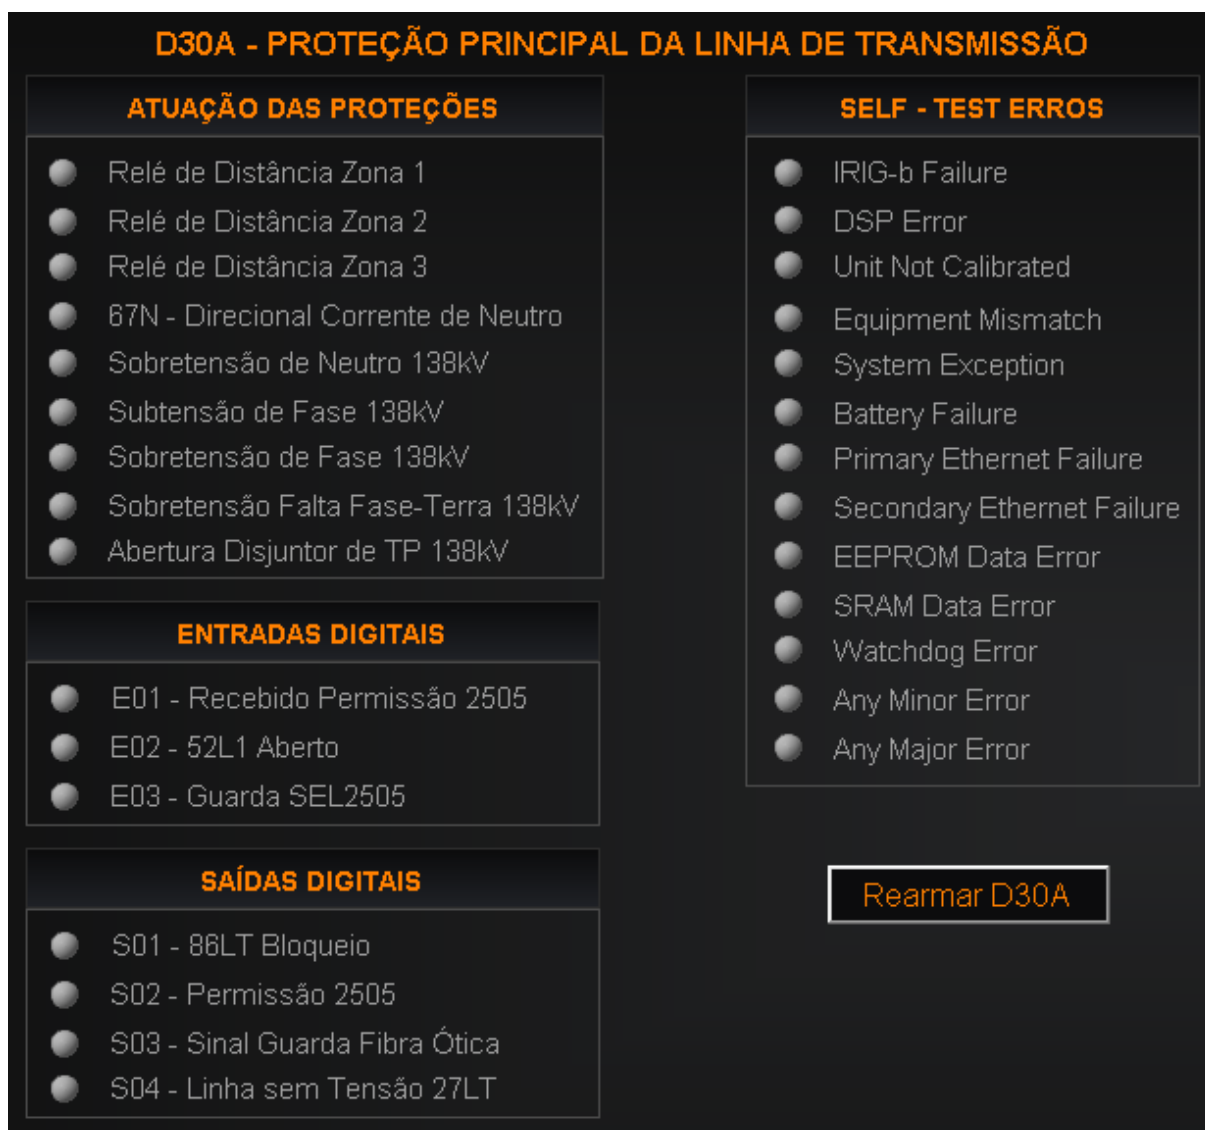 D30A - PROTEÇÃO PRINCIPAL DA LINHA DE TRANSMISSÃO
ATUAÇÃO DAS PROTEÇÕES
Relé de Distância Zona 1
Relé de Distância Zona 2
Relé de Distância Zona 3
67N - Direcional Corrente de Neutro
Sobretensão de Neutro 138kV
Subtensão de Fase 138kV
Sobretensão de Fase 138kV
Sobretensão Falta Fase-Terra 138kV
Abertura Disjuntor de TP 138kV
ENTRADAS DIGITAIS
E01 - Recebido Permissão 2505
E02 - 52L1 Aberto
E03 - Guarda SEL2505
SAÍDAS DIGITAIS
S01 - 86LT Bloqueio
S02 - Permissão 2505
S03 - Sinal Guarda Fibra Ótica
S04 - Linha sem Tensão 27LT
SELF - TEST ERROS
IRIG-b Failure
DSP Error
Unit Not Calibrated
Equipment Mismatch
System Exception
Battery Failure
Primary Ethernet Failure
Secondary Ethernet Failure
EEPROM Data Error
SRAM Data Error
Watchdog Error
Any Minor Error
Any Major Error
Rearmar D30A